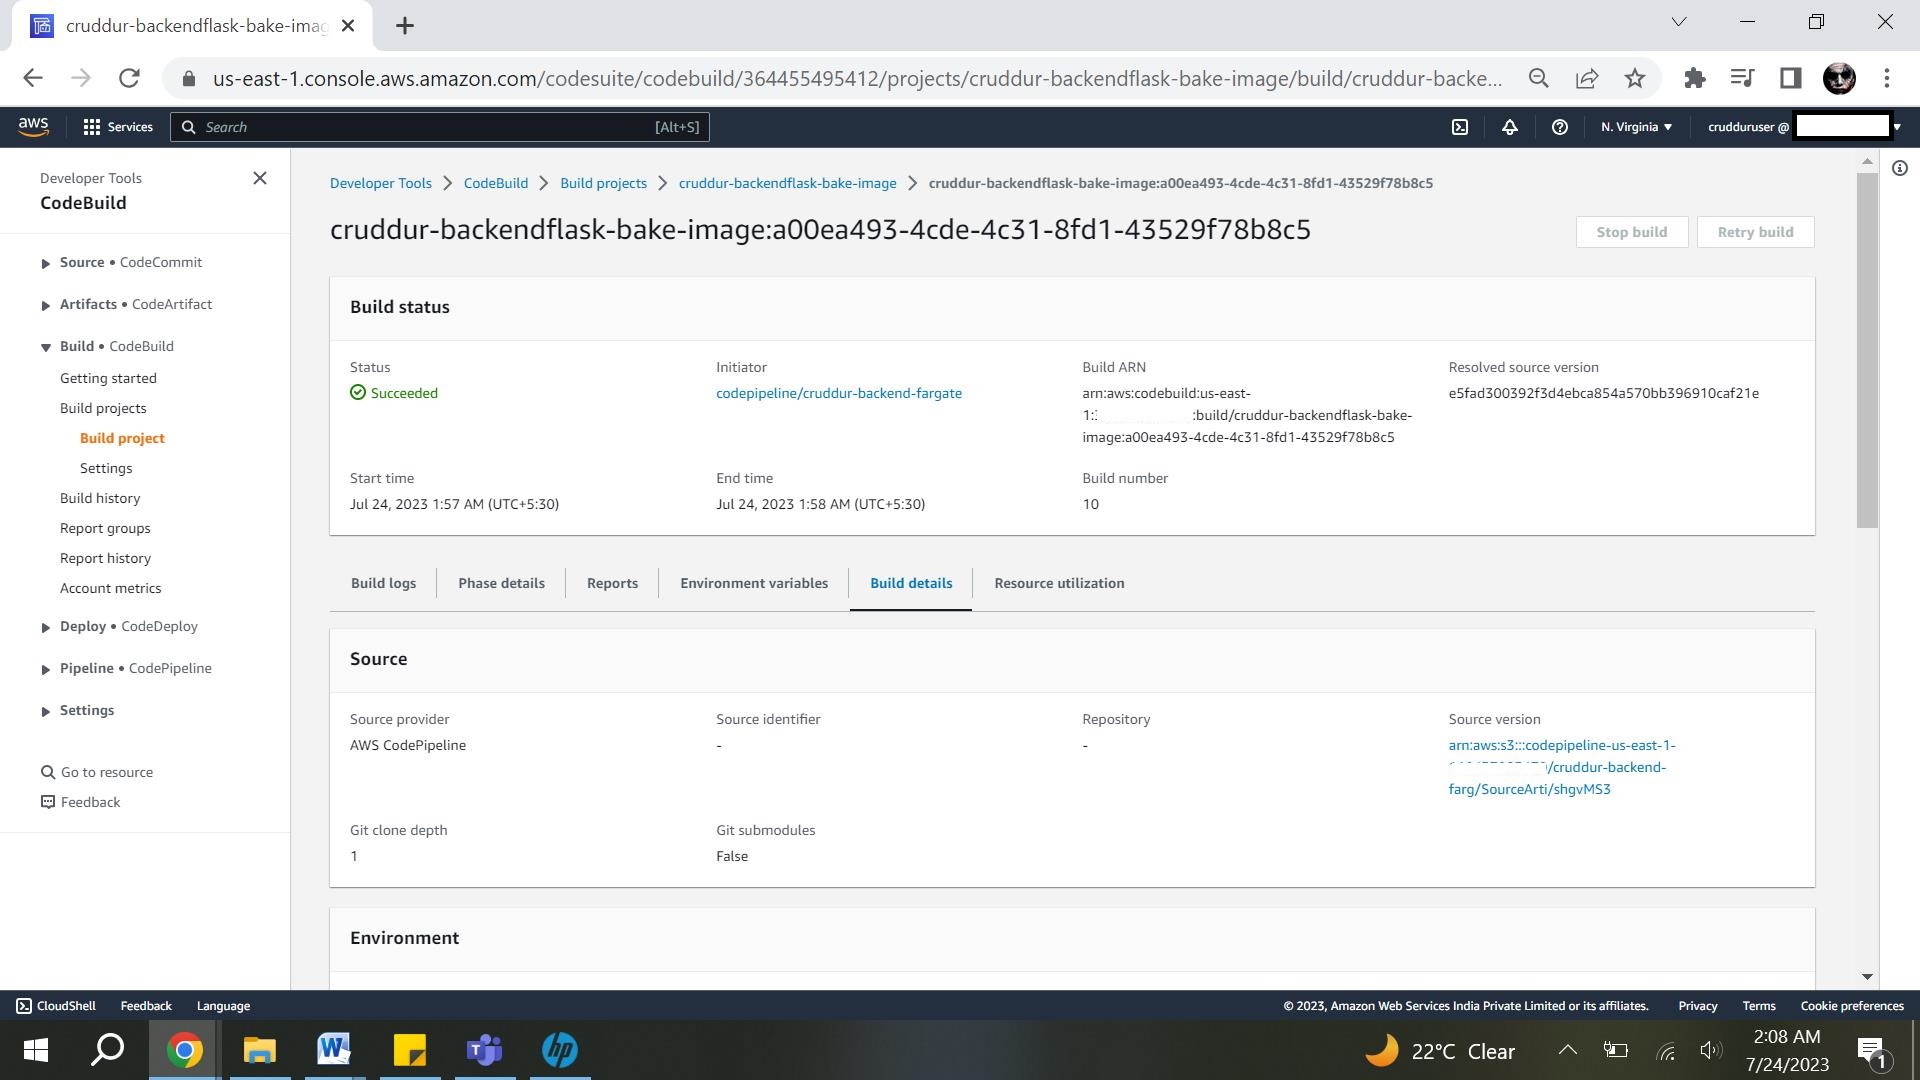 cruddur-backendflask-bake-imag
us-east-1.console.aws.amazon.com/codesuite/codebuild/364455495412/projects/cruddur-backendflask-bake-image/build/cruddur-backe...
aws
Services
Search
[Alt+S]
N. Virginia
crudduruser @
Developer Tools
CodeBuild
Source • CodeCommit
Artifacts • CodeArtifact
Build • CodeBuild
Getting started
Build projects
Build project
Settings
Build history
Report groups
Report history
Account metrics
Deploy • CodeDeploy
Pipeline • CodePipeline
Settings
Go to resource
Feedback
Developer Tools > CodeBuild > Build projects > cruddur-backendflask-bake-image > cruddur-backendflask-bake-image:a00ea493-4cde-4c31-8fd1-43529f78b8c5
cruddur-backendflask-bake-image:a00ea493-4cde-4c31-8fd1-43529f78b8c5
Stop build
Retry build
Build status
Status
Succeeded
Initiator
codepipeline/cruddur-backend-fargate
Build ARN
arn:aws:codebuild:us-east-
1: :build/cruddur-backendflask-bake-
image:a00ea493-4cde-4c31-8fd1-43529f78b8c5
Resolved source version
e5fad300392f3d4ebca854a570bb396910caf21e
Start time
Jul 24, 2023 1:57 AM (UTC+5:30)
End time
Jul 24, 2023 1:58 AM (UTC+5:30)
Build number
10
Build logs
Phase details
Reports
Environment variables
Build details
Resource utilization
Source
Source provider
AWS CodePipeline
Source identifier
-
Repository
-
Source version
arn:aws:s3:::codepipeline-us-east-1-
/cruddur-backend-
farg/SourceArti/shgvMS3
Git clone depth
1
Git submodules
False
Environment
CloudShell
Feedback
Language
© 2023, Amazon Web Services India Private Limited or its affiliates.
Privacy
Terms
Cookie preferences
22°C Clear
2:08 AM
7/24/2023
1